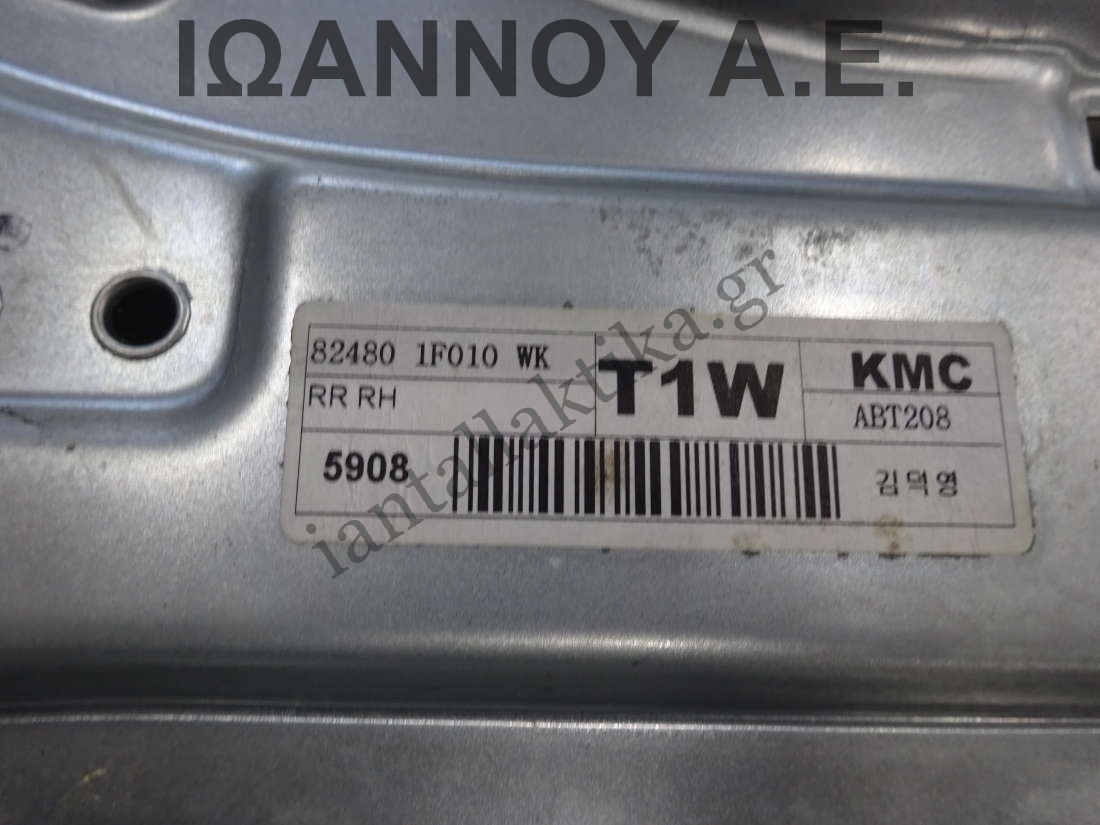 ΙΩΑΝΝΟΥ Α.Ε.
82480 1F010 WK
RR RH
T1W
KMC
ABT208
5908
김덕영
iantallaktika.gr